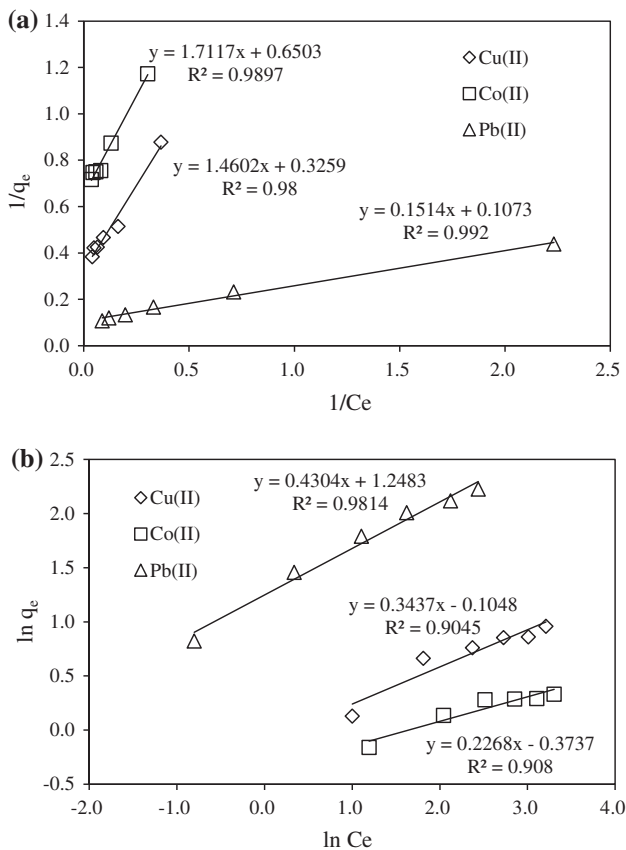 (a)
1.4
1.2
1.0
0.8
0.6
0.4
0.2
0.0
1/qₑ
y = 1.7117x + 0.6503
R² = 0.9897
y = 1.4602x + 0.3259
R² = 0.98
y = 0.1514x + 0.1073
R² = 0.992
Cu(II)
Co(II)
Pb(II)
0.0 0.5 1.0 1.5 2.0 2.5
1/Ce
(b)
2.5
2.0
1.5
1.0
0.5
0.0
-0.5
ln qₑ
Cu(II)
Co(II)
Pb(II)
y = 0.4304x + 1.2483
R² = 0.9814
y = 0.3437x - 0.1048
R² = 0.9045
y = 0.2268x - 0.3737
R² = 0.908
-2.0 -1.0 0.0 1.0 2.0 3.0 4.0
ln Ce